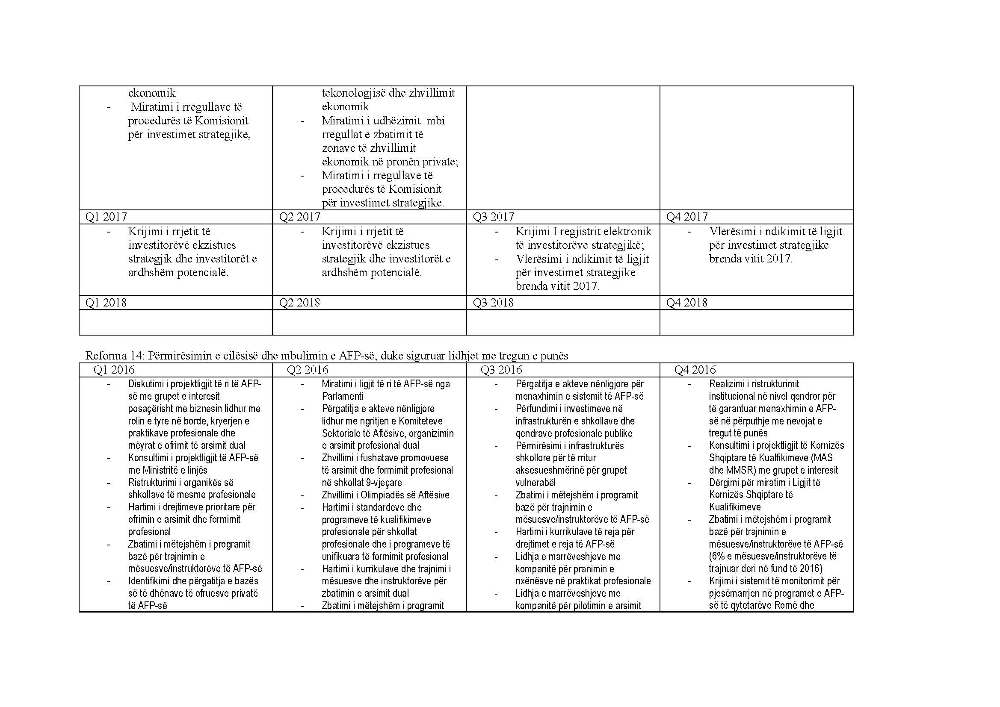 ekonomik
- Miratimi i rregullave të
procedurës të Komisionit
për investimet strategjike,
tekonologjisë dhe zhvillimit
ekonomik
- Miratimi i udhëzimit mbi
rregullat e zbatimit të
zonave të zhvillimit
ekonomik në pronën private;
- Miratimi i rregullave të
procedurës të Komisionit
për investimet strategjike.
Q1 2017
Q2 2017
Q3 2017
Q4 2017
- Krijimi i rrjetit të
investitorëvë ekzistues
strategjik dhe investitorët e
ardhshëm potencialë.
- Krijimi i rrjetit të
investitorëvë ekzistues
strategjik dhe investitorët e
ardhshëm potencialë.
- Krijimi I regjistrit elektronik
të investitorëve strategjikë;
- Vlerësimi i ndikimit të ligjit
për investimet strategjike
brenda vitit 2017.
- Vlerësimi i ndikimit të ligjit
për investimet strategjike
brenda vitit 2017.
Q1 2018
Q2 2018
Q3 2018
Q4 2018
Reforma 14: Përmirësimin e cilësisë dhe mbulimin e AFP-së, duke siguruar lidhjet me tregun e punës
Q1 2016
Q2 2016
Q3 2016
Q4 2016
- Diskutimi i projektligjit të ri të AFP-
së me grupet e interesit
posaçërisht me biznesin lidhur me
rolin e tyre në borde, kryerjen e
praktikave profesionale dhe
mëyrat e ofrimit të arsimit dual
- Konsultimi i projektligjit të AFP-së
me Ministritë e linjës
- Ristrukturimi i organikës së
shkollave të mesme profesionale
- Hartimi i drejtimeve prioritare për
ofrimin e arsimit dhe formimit
profesional
- Zbatimi i mëtejshëm i programit
bazë për trajnimin e
mësuesve/instruktorëve të AFP-së
- Identifikimi dhe përgatitja e bazës
së të dhënave të ofruesve privatë
të AFP-së
- Miratimi i ligjit të ri të AFP-së nga
Parlamenti
- Përgatitja e akteve nënligjore
lidhur me ngritjen e Komiteteve
Sektoriale të Aftësive, organizimin
e arsimit profesional dual
- Zhvillimi i fushatave promovuese
të arsimit dhe formimit profesional
në shkollat 9-vjeçare
- Zhvillimi i Olimpiadës së Aftësive
- Hartimi i standardeve dhe
programeve të kualifikimeve
profesionale për shkollat
profesionale dhe i programeve të
unifikuara të formimit profesional
- Hartimi i kurrikulave dhe trajnimi i
mësuesve dhe instruktorëve për
zbatimin e arsimit dual
- Zbatimi i mëtejshëm i programit
- Përgatitja e akteve nënligjore për
menaxhimin e sistemit të AFP-së
- Përfundimi i investimeve në
infrastrukturën e shkollave dhe
qendrave profesionale publike
- Përmirësimi i infrastrukturës
shkollore për të rritur
aksesueshmërinë për grupet
vulnerabël
- Zbatimi i mëtejshëm i programit
bazë për trajnimin e
mësuesve/instruktorëve të AFP-së
- Hartimi i kurrikulave të reja për
drejtimet e reja të AFP-së
- Lidhja e marrëveshjeve me
kompanitë për pranimin e
nxënësve në praktikat profesionale
- Lidhja e marrëveshjeve me
kompanitë për pilotimin e arsimit
- Realizimi i ristrukturimit
institucional në nivel qendror për
të garantuar menaxhimin e AFP-
së në përputhje me nevojat e
tregut të punës
- Konsultimi i projektligjit të Kornizës
Shqiptare të Kualfikimeve (MAS
dhe MMSR) me grupet e interesit
- Dërgimi për miratim i Ligjit të
Kornizës Shqiptare të
Kualifikimeve
- Zbatimi i mëtejshëm i programit
bazë për trajnimin e
mësuesve/instruktorëve të AFP-së
(6% e mësuesve/instruktorëve të
trajnuar deri në fund të 2016)
- Krijimi i sistemit të monitorimit për
pjesëmarrjen në programet e AFP-
së të qytetarëve Romë dhe